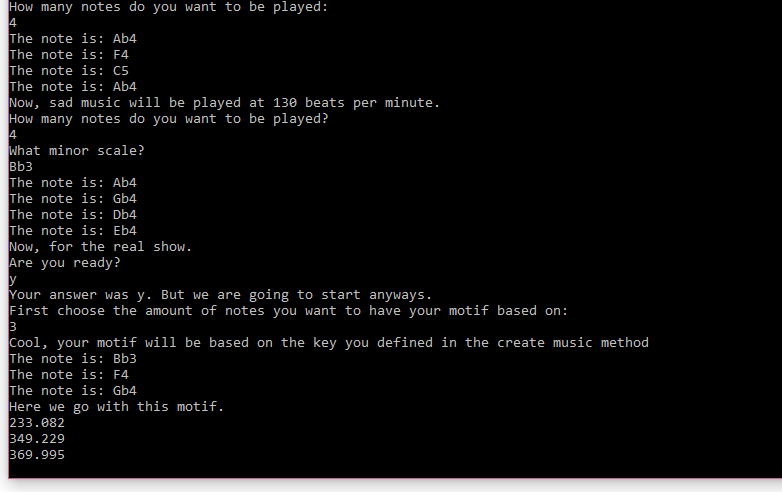 How many notes do you want to be played:
4
The note is: Ab4
The note is: F4
The note is: C5
The note is: Ab4
Now, sad music will be played at 130 beats per minute.
How many notes do you want to be played?
4
What minor scale?
Bb3
The note is: Ab4
The note is: Gb4
The note is: Db4
The note is: Eb4
Now, for the real show.
Are you ready?
y
Your answer was y. But we are going to start anyways.
First choose the amount of notes you want to have your motif based on:
3
Cool, your motif will be based on the key you defined in the create music method
The note is: Bb3
The note is: F4
The note is: Gb4
Here we go with this motif.
233.082
349.229
369.995